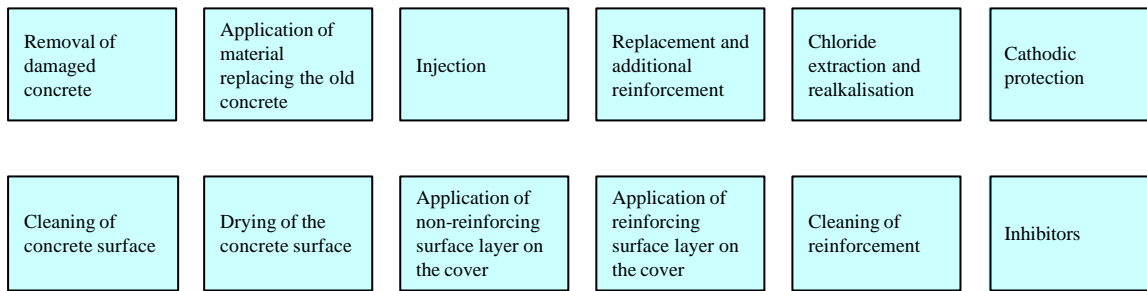 Removal of
damaged
concrete
Application of
material
replacing the old
concrete
Injection
Replacement and
additional
reinforcement
Chloride
extraction and
realkalisation
Cathodic
protection
Cleaning of
concrete surface
Drying of the
concrete surface
Application of
non-reinforcing
surface layer on
the cover
Application of
reinforcing
surface layer on
the cover
Cleaning of
reinforcement
Inhibitors